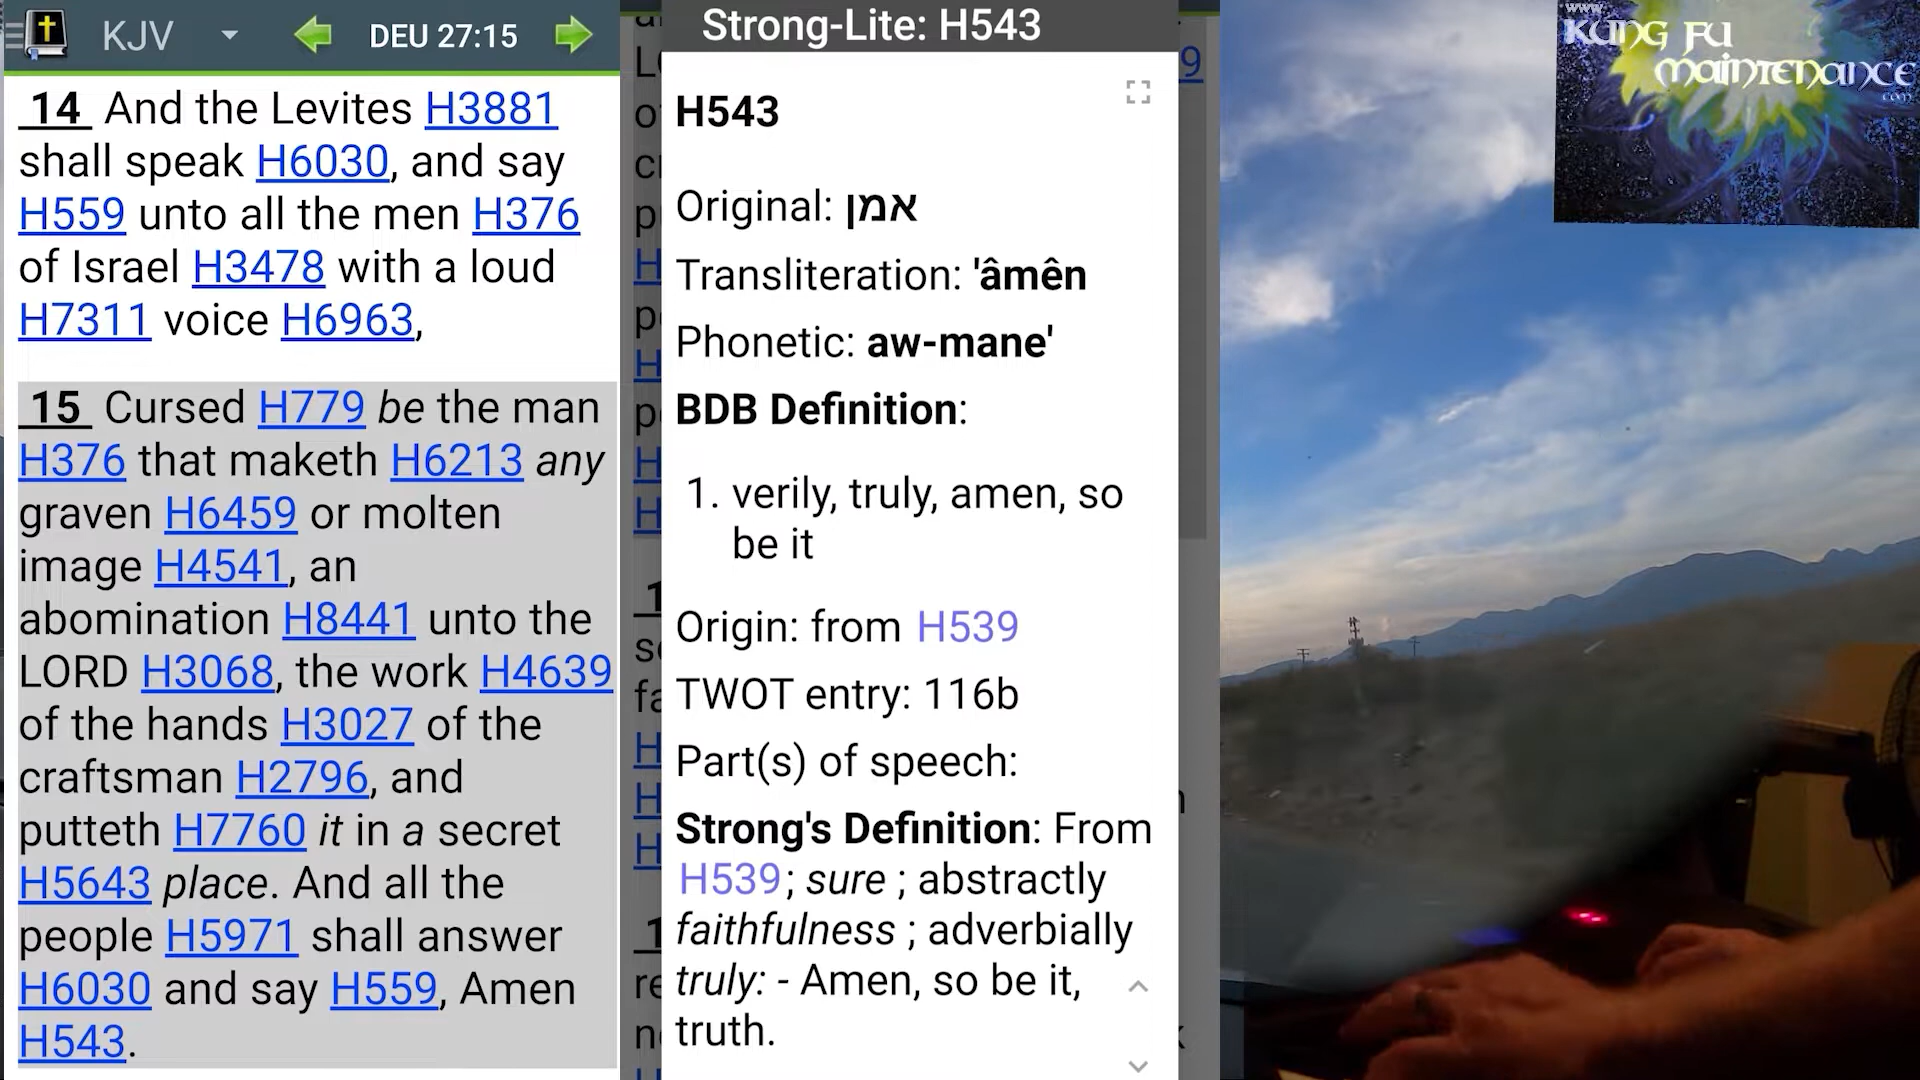 KJV
DEU 27:15
14 And the Levites H3881
shall speak H6030, and say
H559 unto all the men H376
of Israel H3478 with a loud
H7311 voice H6963,
15 Cursed H779 be the man
H376 that maketh H6213 any
graven H6459 or molten
image H4541, an
abomination H8441 unto the
LORD H3068, the work H4639
of the hands H3027 of the
craftsman H2796, and
putteth H7760 it in a secret
H5643 place. And all the
people H5971 shall answer
H6030 and say H559, Amen
H543.
Strong-Lite: H543
H543
Original: אמן
Transliteration: 'âmên
Phonetic: aw-mane'
BDB Definition:
1. verily, truly, amen, so
be it
Origin: from H539
TWOT entry: 116b
Part(s) of speech:
Strong's Definition: From
H539; sure ; abstractly
faithfulness ; adverbially
truly: - Amen, so be it,
truth.
www.
Kung Fu
Maintenance
.com